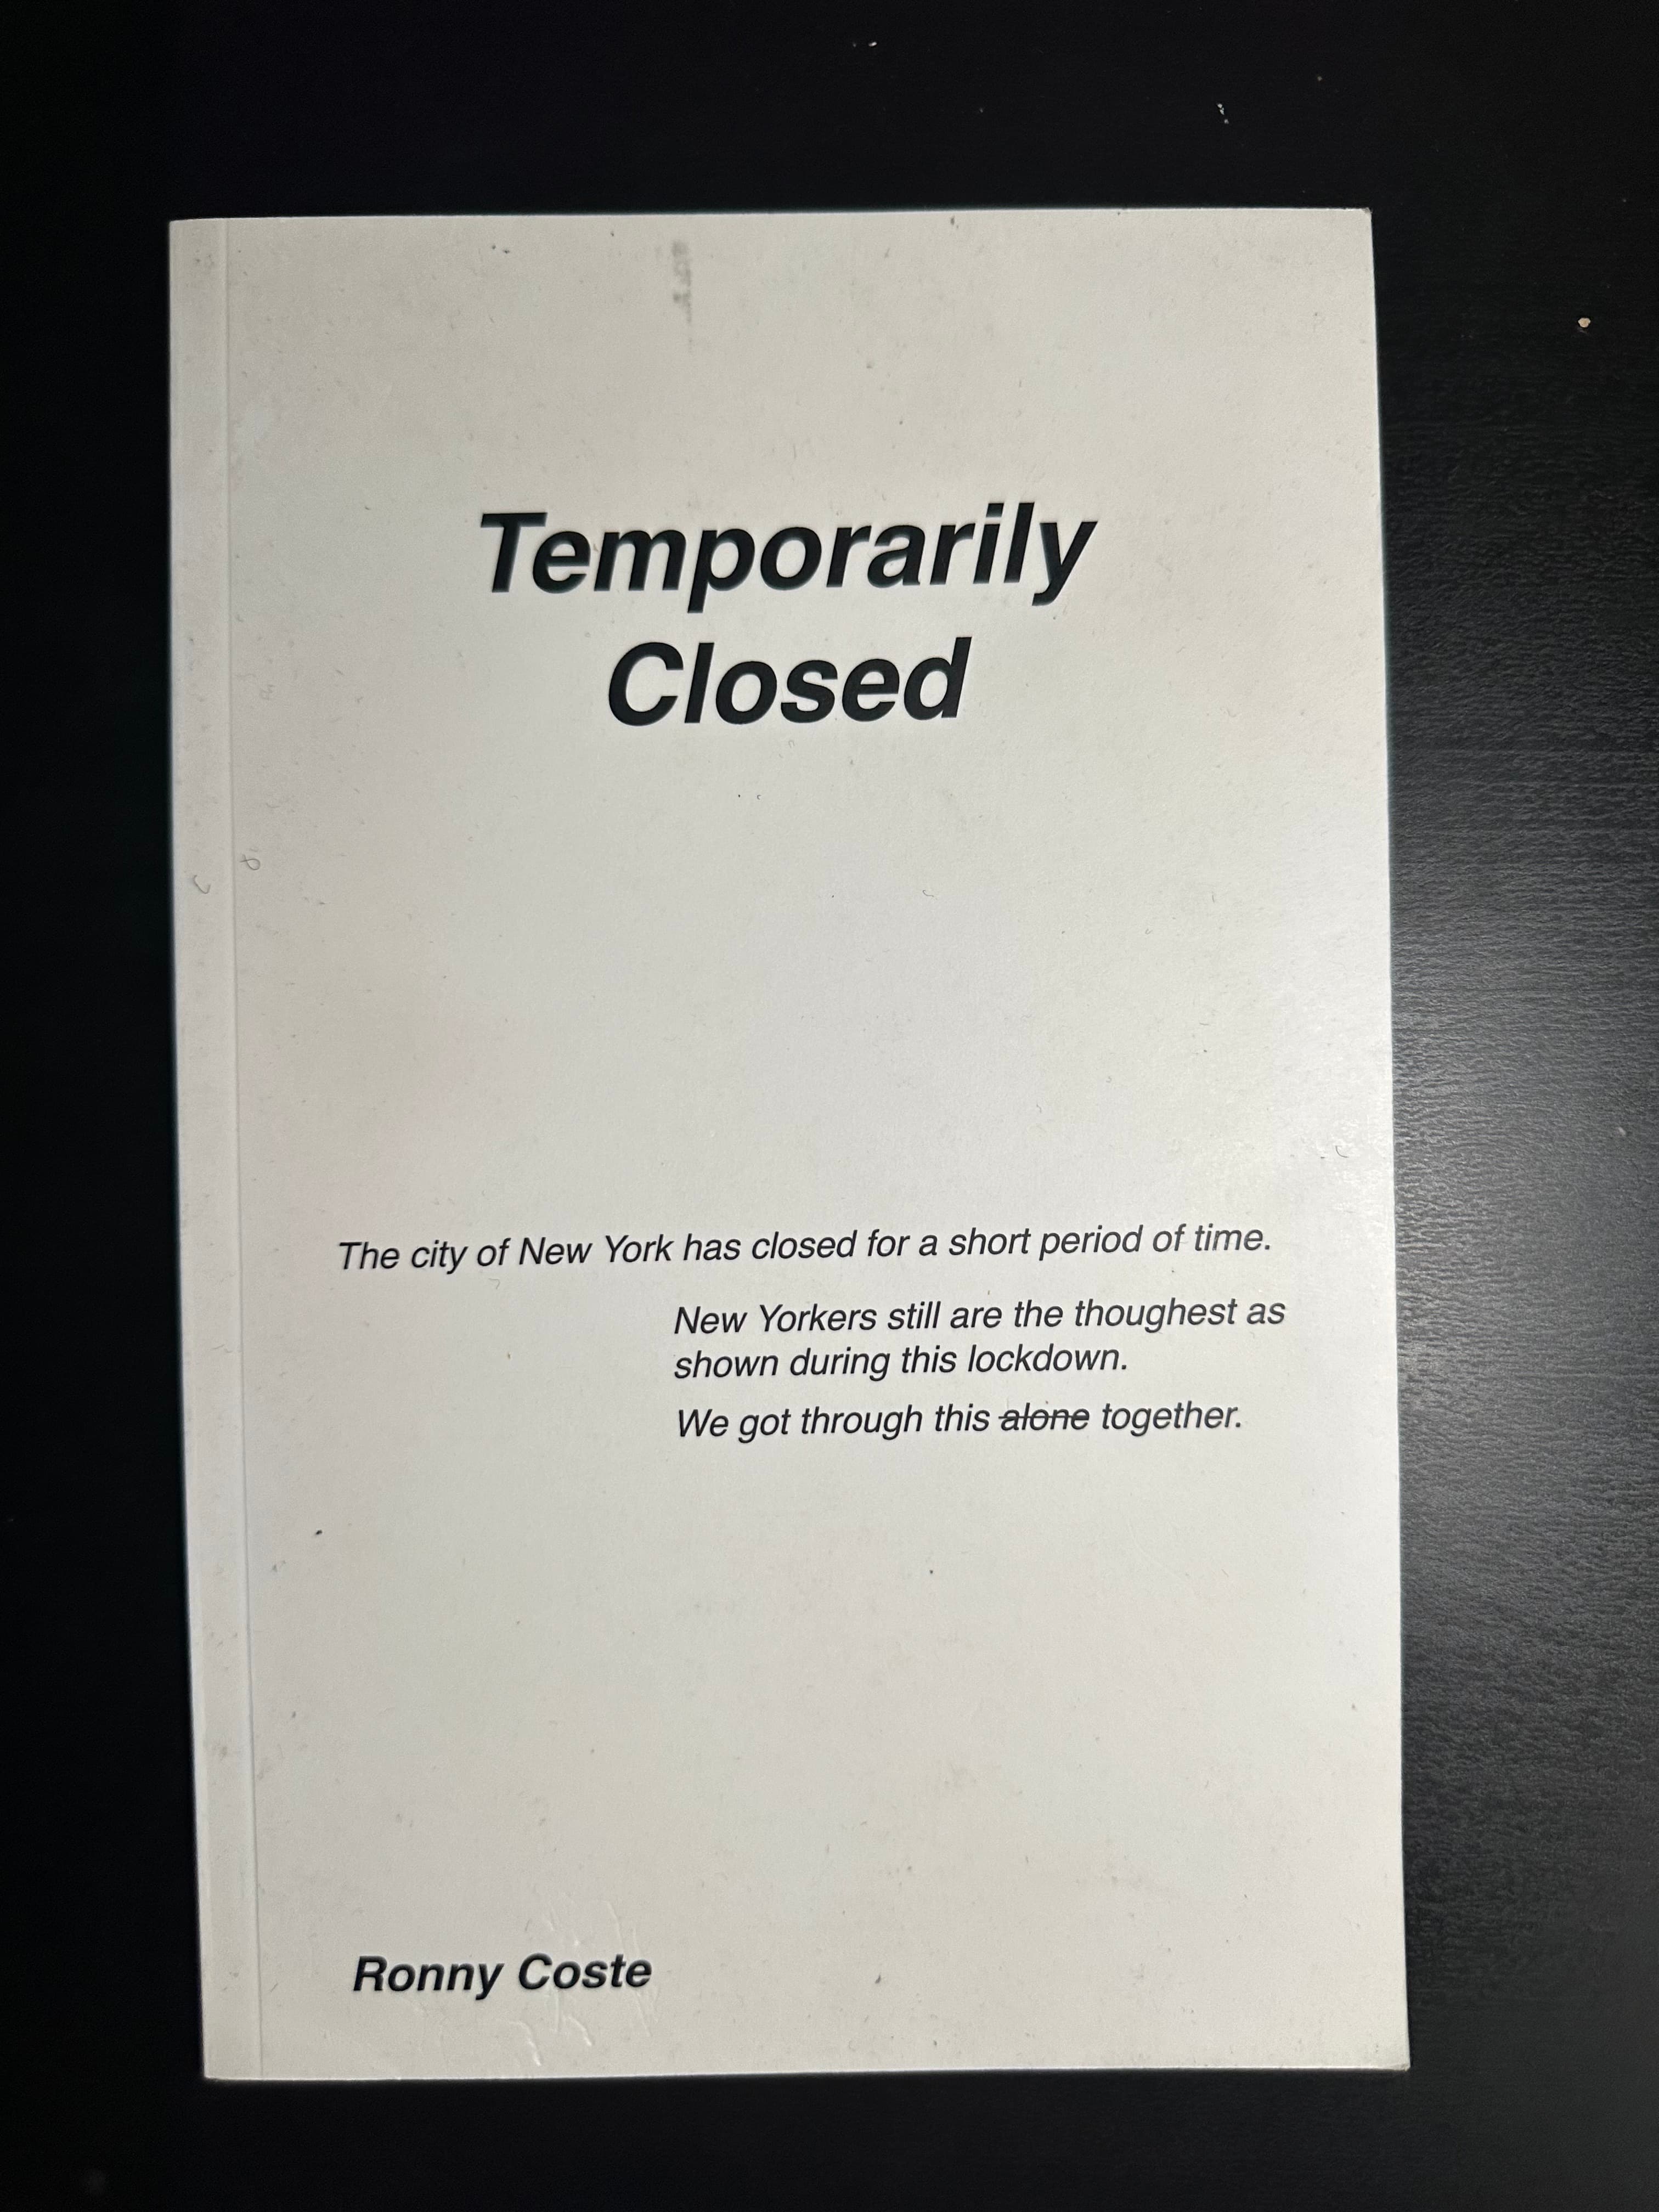 Temporarily
Closed
The city of New York has closed for a short period of time.
New Yorkers still are the thoughest as
shown during this lockdown.
We got through this alone together.
Ronny Coste